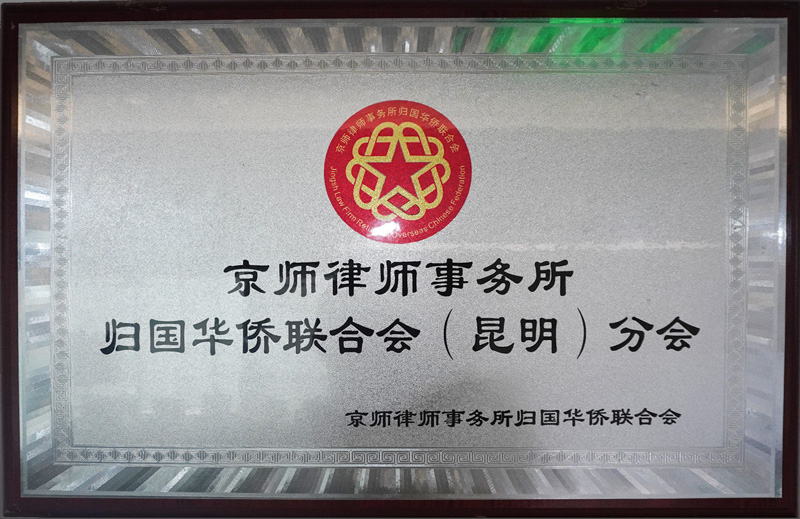 京师律师事务所归国华侨联合会
Jingsh Law Firm Returned Overseas Chinese Federation
京师律师事务所
归国华侨联合会（昆明）分会
京师律师事务所归国华侨联合会